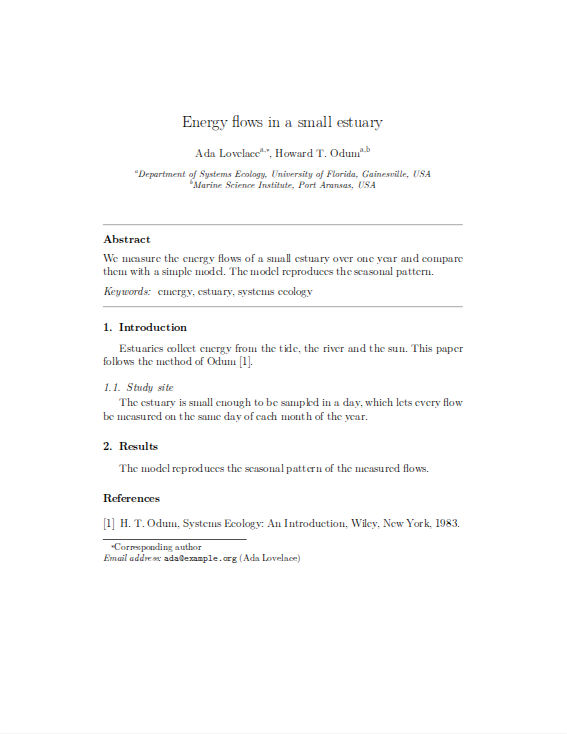 Energy flows in a small estuary
Ada Lovelace^a,*, Howard T. Odum^a,b
^aDepartment of Systems Ecology, University of Florida, Gainesville, USA
^bMarine Science Institute, Port Aransas, USA
Abstract
We measure the energy flows of a small estuary over one year and compare
them with a simple model. The model reproduces the seasonal pattern.
Keywords: emergy, estuary, systems ecology
1. Introduction
Estuaries collect energy from the tide, the river and the sun. This paper
follows the method of Odum [1].
1.1. Study site
The estuary is small enough to be sampled in a day, which lets every flow
be measured on the same day of each month of the year.
2. Results
The model reproduces the seasonal pattern of the measured flows.
References
[1] H. T. Odum, Systems Ecology: An Introduction, Wiley, New York, 1983.
*Corresponding author
Email address: ada@example.org (Ada Lovelace)